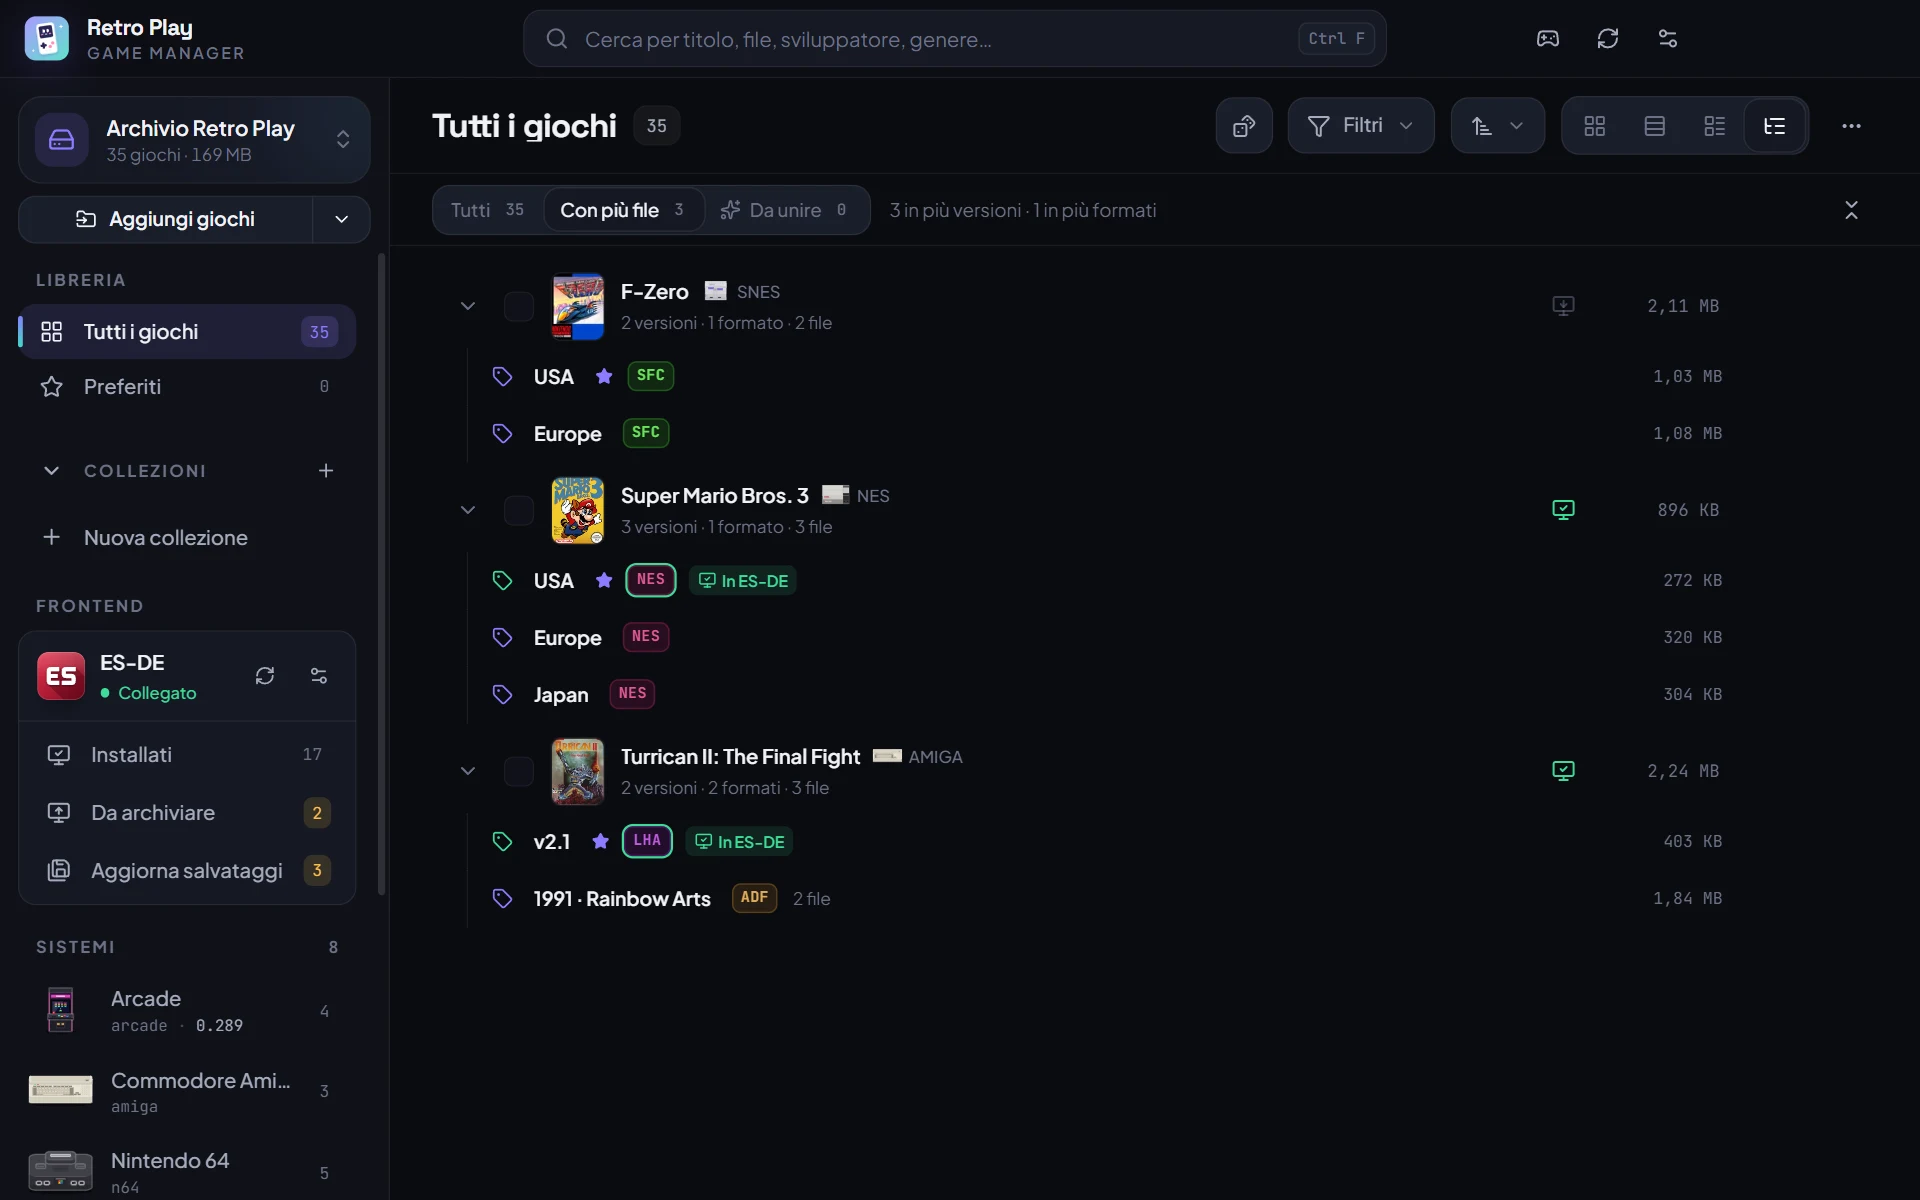 Retro Play
GAME MANAGER
Cerca per titolo, file, sviluppatore, genere...
Ctrl F
Archivio Retro Play
35 giochi · 169 MB
Aggiungi giochi
LIBRERIA
Tutti i giochi 35
Preferiti 0
COLLEZIONI
Nuova collezione
FRONTEND
ES
ES-DE
Collegato
Installati 17
Da archiviare 2
Aggiorna salvataggi 3
SISTEMI 8
Arcade
arcade · 0.289
4
Commodore Ami...
amiga
3
Nintendo 64
n64
5
Tutti i giochi 35
Filtri
Tutti 35 Con più file 3 Da unire 0 3 in più versioni · 1 in più formati
F-Zero SNES
2 versioni · 1 formato · 2 file
2,11 MB
USA SFC 1,03 MB
Europe SFC 1,08 MB
SUPER MARIO 3
Super Mario Bros. 3 NES
3 versioni · 1 formato · 3 file
896 KB
USA NES In ES-DE 272 KB
Europe NES 320 KB
Japan NES 304 KB
Turrican II: The Final Fight AMIGA
2 versioni · 2 formati · 3 file
2,24 MB
v2.1 LHA In ES-DE 403 KB
1991 · Rainbow Arts ADF 2 file 1,84 MB